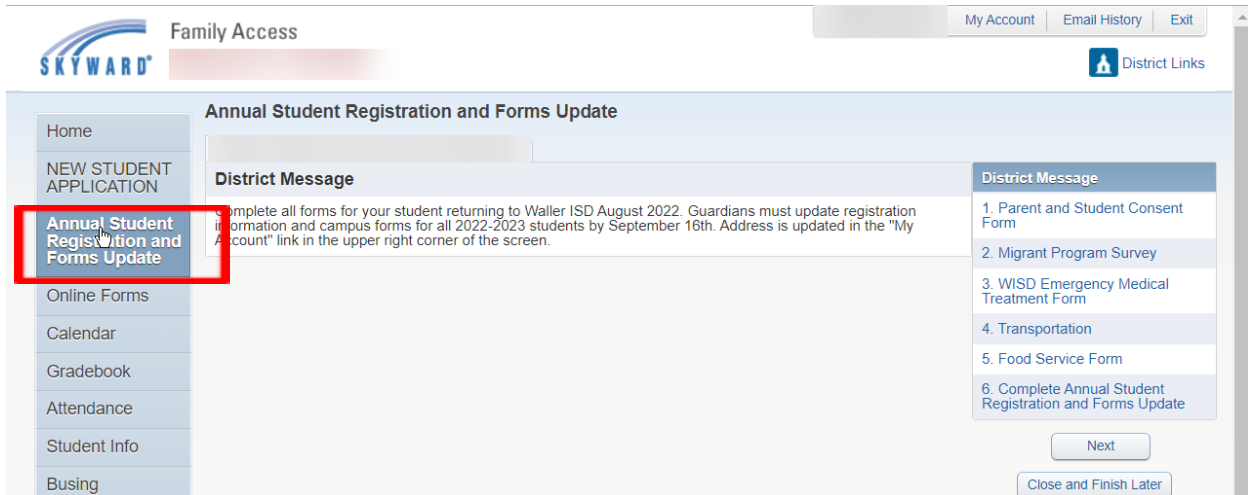 My Account
Email History
Exit
Family Access
SKYWARD®
District Links
Annual Student Registration and Forms Update
Home
NEW STUDENT
APPLICATION
Annual Student
Registration and
Forms Update
Online Forms
Calendar
Gradebook
Attendance
Student Info
Busing
District Message
Complete all forms for your student returning to Waller ISD August 2022. Guardians must update registration
information and campus forms for all 2022-2023 students by September 16th. Address is updated in the "My
Account" link in the upper right corner of the screen.
District Message
1. Parent and Student Consent
Form
2. Migrant Program Survey
3. WISD Emergency Medical
Treatment Form
4. Transportation
5. Food Service Form
6. Complete Annual Student
Registration and Forms Update
Next
Close and Finish Later